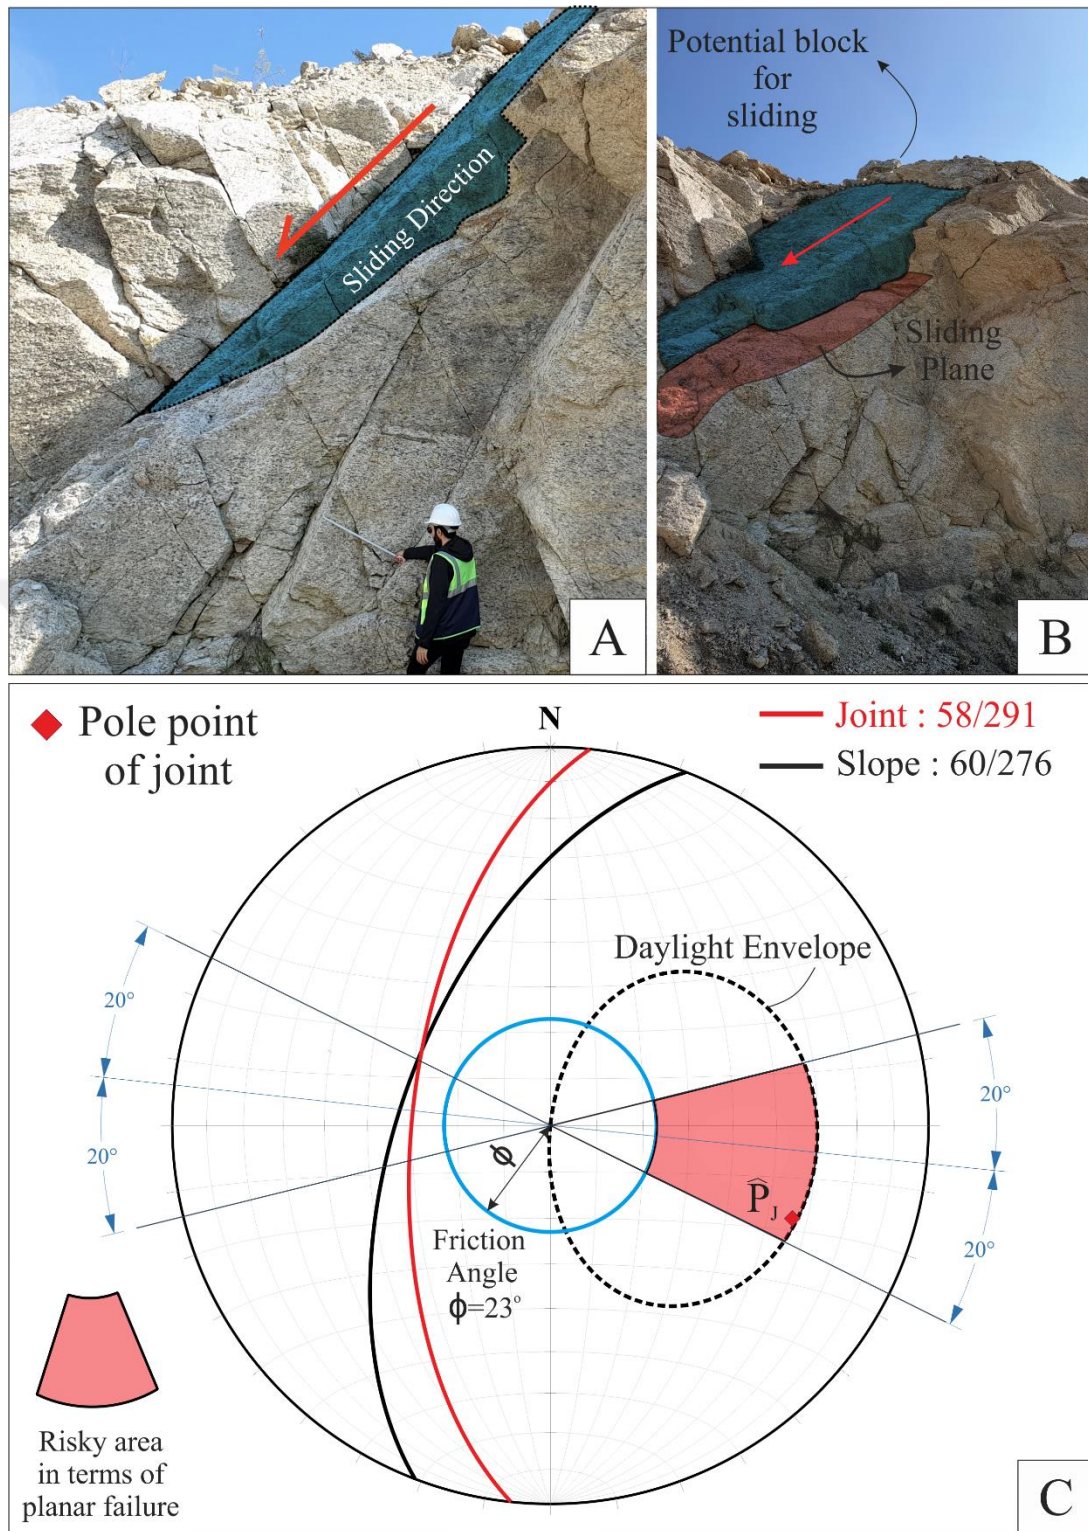 Sliding Direction
A
Potential block
for
sliding
Sliding
Plane
B
Pole point
of joint
N
Joint : 58/291
Slope : 60/276
Daylight Envelope
20°
20°
20°
20°
ϕ
P̂J
Friction
Angle
ϕ=23°
Risky area
in terms of
planar failure
C